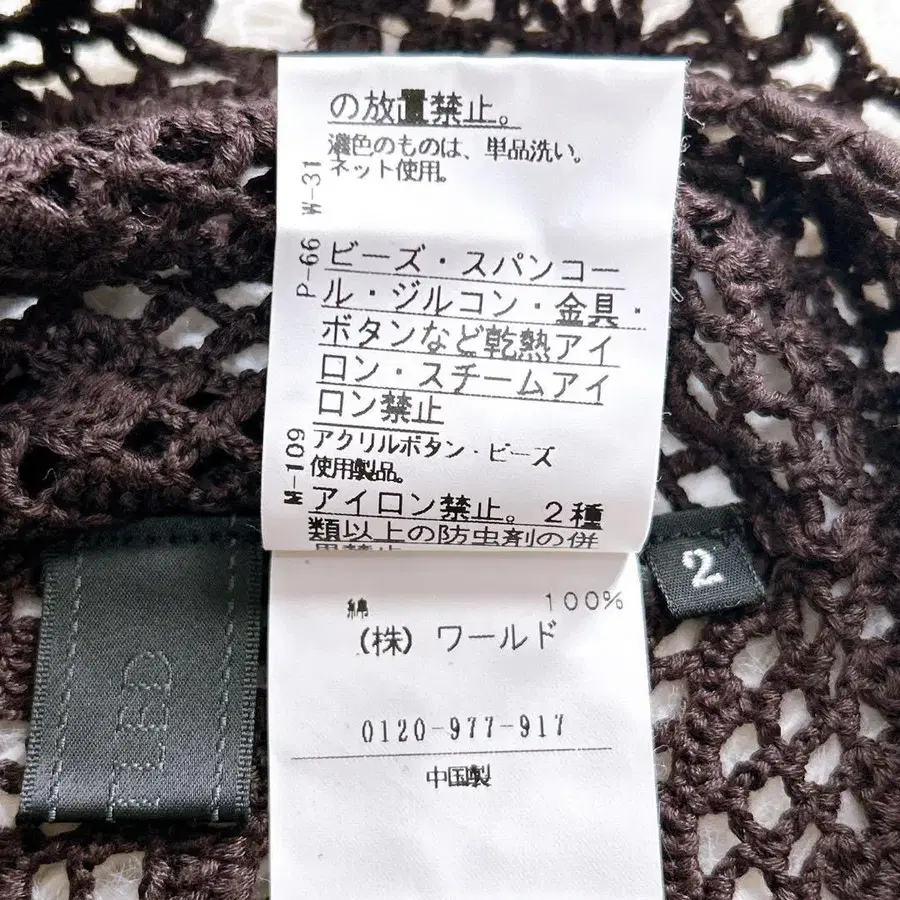 の放置禁止。
濃色のものは、単品洗い。
ネット使用。
W-31
P-66
ビーズ・スパンコー
ル・ジルコン・金具・
ボタンなど乾熱アイ
ロン・スチームアイ
ロン禁止
アクリルボタン・ビーズ
使用製品。
M-109
アイロン禁止。2種
類以上の防虫剤の併
2
綿 100%
(株) ワールド
0120-977-917
中国製